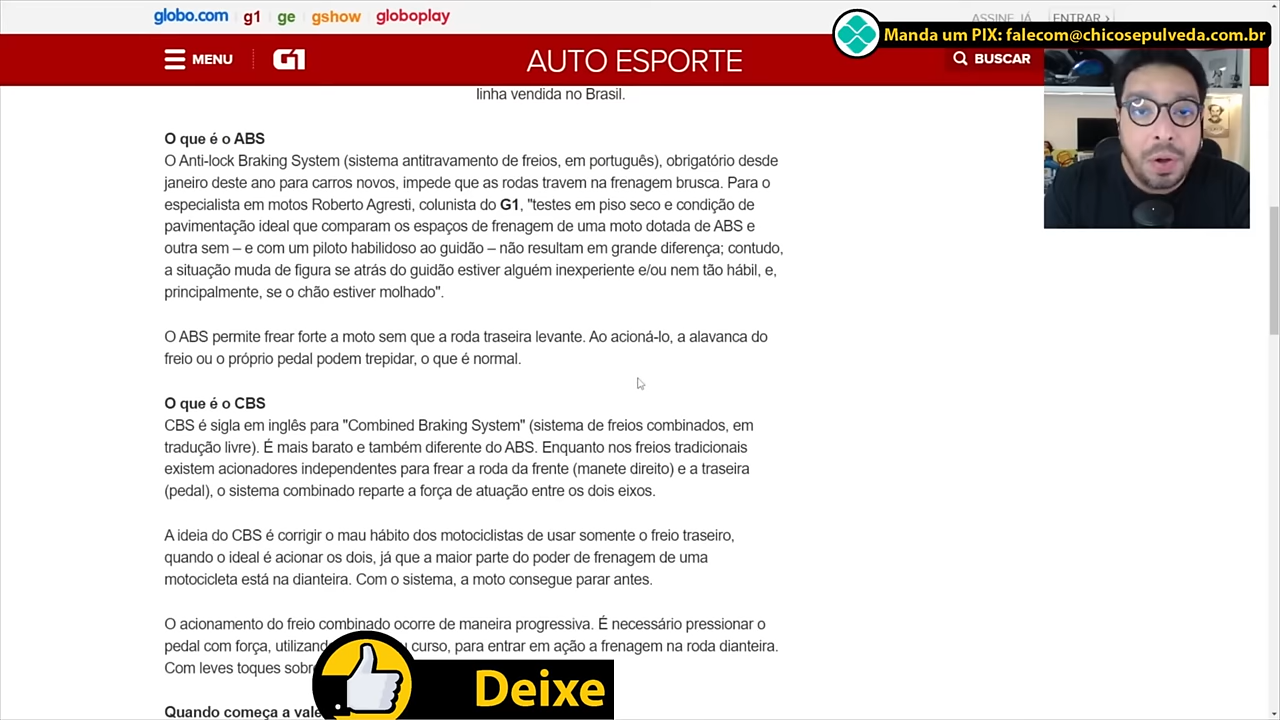 globo.com g1 ge gshow globoplay
ASSINE JÁ ENTRAR ›
Manda um PIX: falecom@chicosepulveda.com.br
MENU G1 AUTO ESPORTE BUSCAR
linha vendida no Brasil.
O que é o ABS
O Anti-lock Braking System (sistema antitravamento de freios, em português), obrigatório desde
janeiro deste ano para carros novos, impede que as rodas travem na frenagem brusca. Para o
especialista em motos Roberto Agresti, colunista do G1, "testes em piso seco e condição de
pavimentação ideal que comparam os espaços de frenagem de uma moto dotada de ABS e
outra sem – e com um piloto habilidoso ao guidão – não resultam em grande diferença; contudo,
a situação muda de figura se atrás do guidão estiver alguém inexperiente e/ou nem tão hábil, e,
principalmente, se o chão estiver molhado".
O ABS permite frear forte a moto sem que a roda traseira levante. Ao acioná-lo, a alavanca do
freio ou o próprio pedal podem trepidar, o que é normal.
O que é o CBS
CBS é sigla em inglês para "Combined Braking System" (sistema de freios combinados, em
tradução livre). É mais barato e também diferente do ABS. Enquanto nos freios tradicionais
existem acionadores independentes para frear a roda da frente (manete direito) e a traseira
(pedal), o sistema combinado reparte a força de atuação entre os dois eixos.
A ideia do CBS é corrigir o mau hábito dos motociclistas de usar somente o freio traseiro,
quando o ideal é acionar os dois, já que a maior parte do poder de frenagem de uma
motocicleta está na dianteira. Com o sistema, a moto consegue parar antes.
O acionamento do freio combinado ocorre de maneira progressiva. É necessário pressionar o
pedal com força, utilizand curso, para entrar em ação a frenagem na roda dianteira.
Com leves toques sobr
Deixe
Quando começa a vale